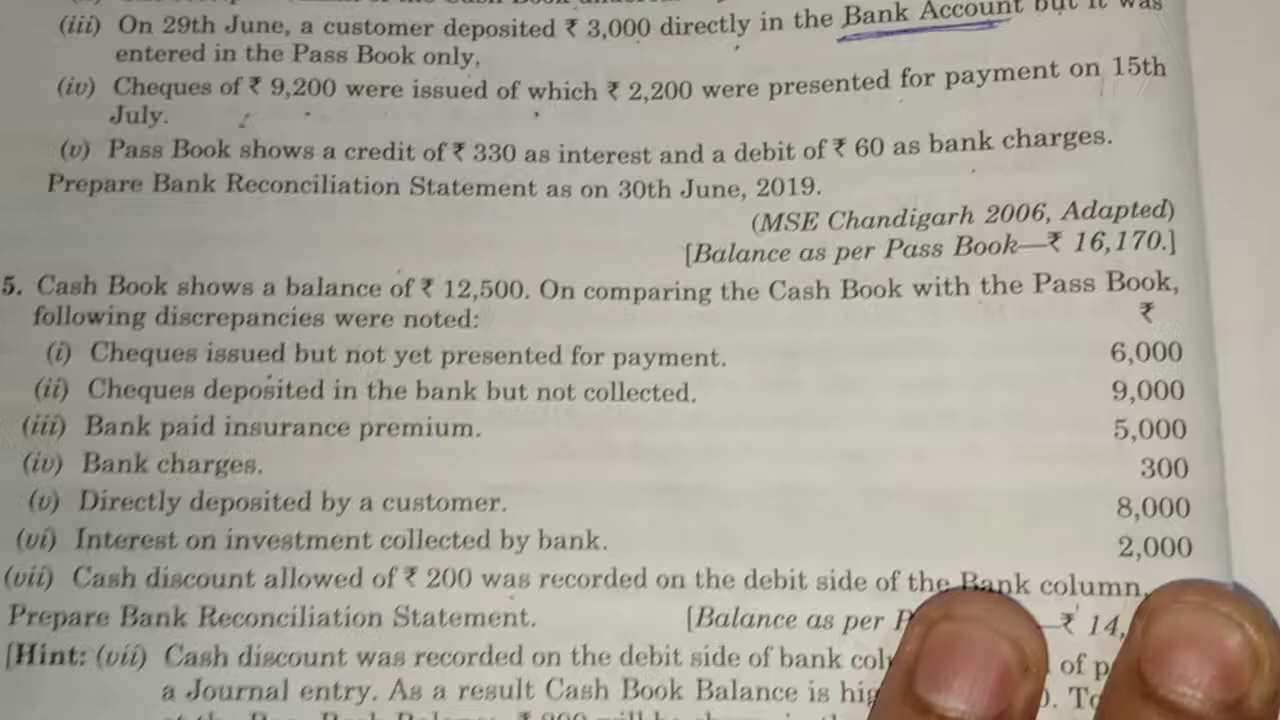 (iii) On 29th June, a customer deposited ₹ 3,000 directly in the Bank Account but it was
entered in the Pass Book only,
(iv) Cheques of ₹ 9,200 were issued of which ₹ 2,200 were presented for payment on 15th
July.
(v) Pass Book shows a credit of ₹ 330 as interest and a debit of ₹ 60 as bank charges.
Prepare Bank Reconciliation Statement as on 30th June, 2019.
(MSE Chandigarh 2006, Adapted)
[Balance as per Pass Book—₹ 16,170.]
5. Cash Book shows a balance of ₹ 12,500. On comparing the Cash Book with the Pass Book,
following discrepancies were noted: ₹
(i) Cheques issued but not yet presented for payment. 6,000
(ii) Cheques deposited in the bank but not collected. 9,000
(iii) Bank paid insurance premium. 5,000
(iv) Bank charges. 300
(v) Directly deposited by a customer. 8,000
(vi) Interest on investment collected by bank. 2,000
(vii) Cash discount allowed of ₹ 200 was recorded on the debit side of the Bank column.
Prepare Bank Reconciliation Statement. [Balance as per —₹ 14,
[Hint: (vii) Cash discount was recorded on the debit side of bank of
a Journal entry. As a result Cash Book Balance is